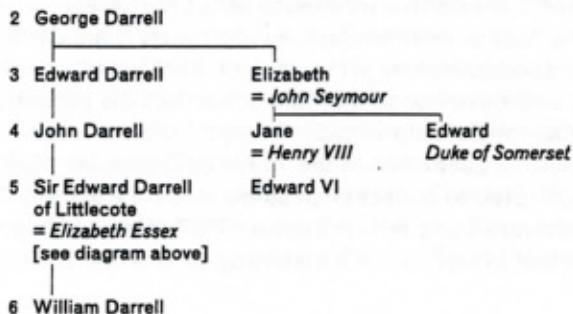 2 George Darrell
3 Edward Darrell Elizabeth
= John Seymour
4 John Darrell Jane Edward
= Henry VIII Duke of Somerset
5 Sir Edward Darrell Edward VI
of Littlecote
= Elizabeth Essex
[see diagram above]
6 William Darrell